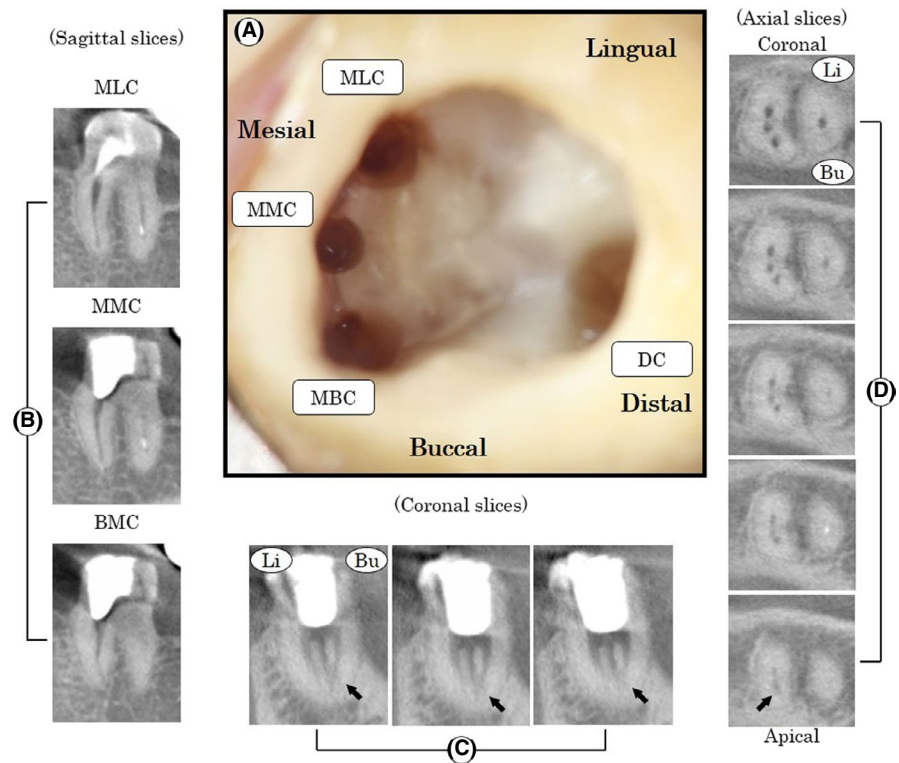 (Sagittal slices)
MLC
MMC
BMC
(B)
(A)
MLC
Lingual
Mesial
MMC
MBC
DC
Distal
Buccal
(Coronal slices)
Li
Bu
(C)
(Axial slices)
Coronal
Li
Bu
(D)
Apical